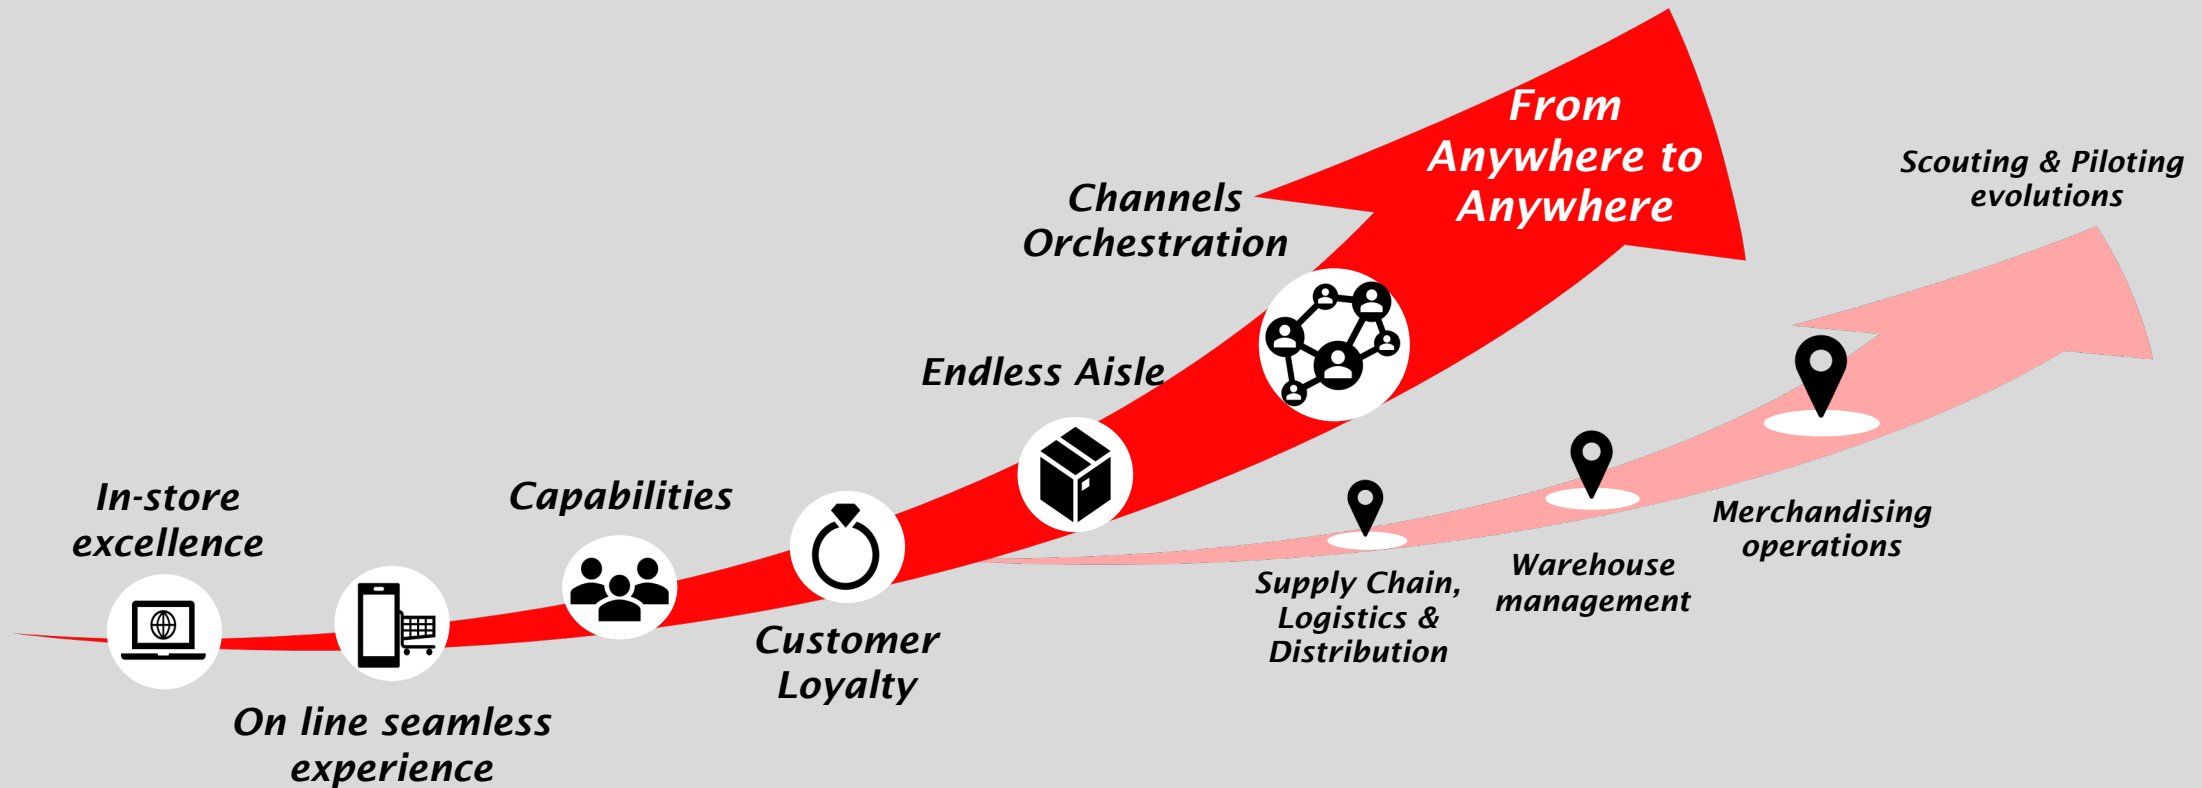 In-store
excellence
On line seamless
experience
Capabilities
Customer
Loyalty
Endless Aisle
Channels
Orchestration
From
Anywhere to
Anywhere
Supply Chain,
Logistics &
Distribution
Warehouse
management
Merchandising
operations
Scouting & Piloting
evolutions